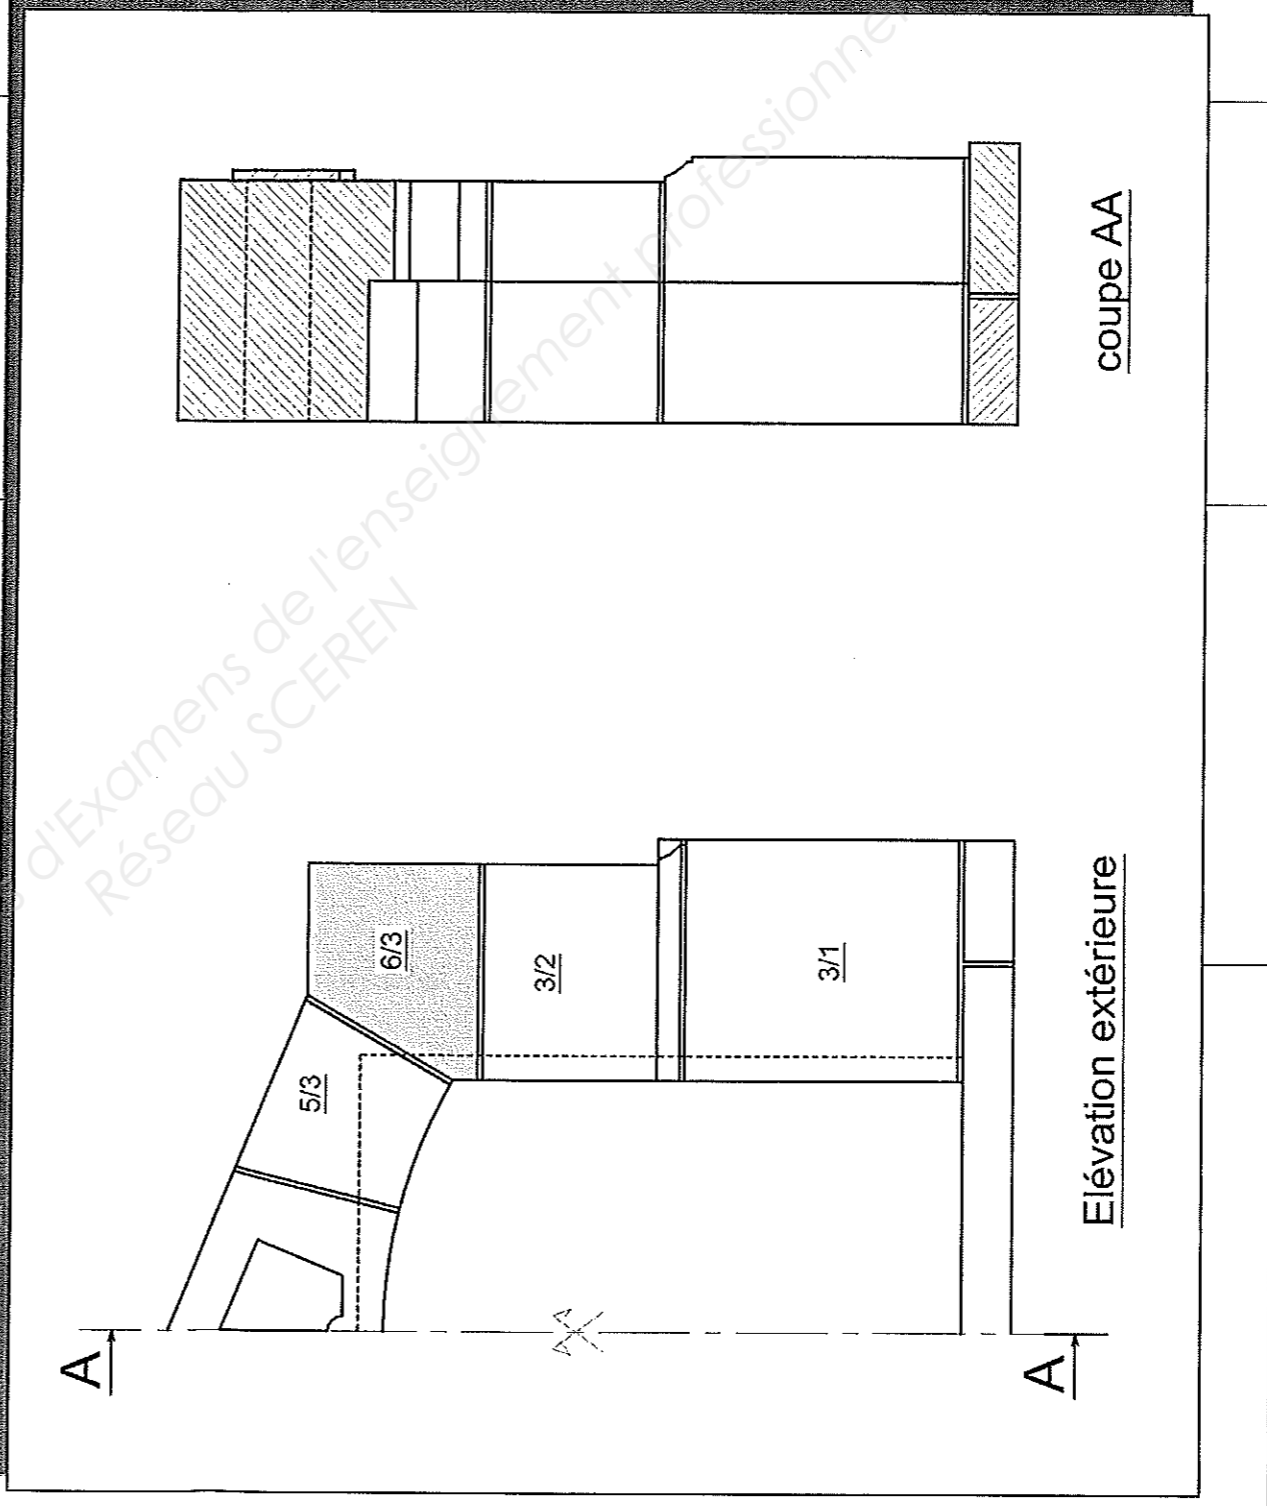 d'Examens de l'enseignement professionnel
Réseau SCEREN
A
A
5/3
6/3
3/2
3/1
Elévation extérieure
coupe AA